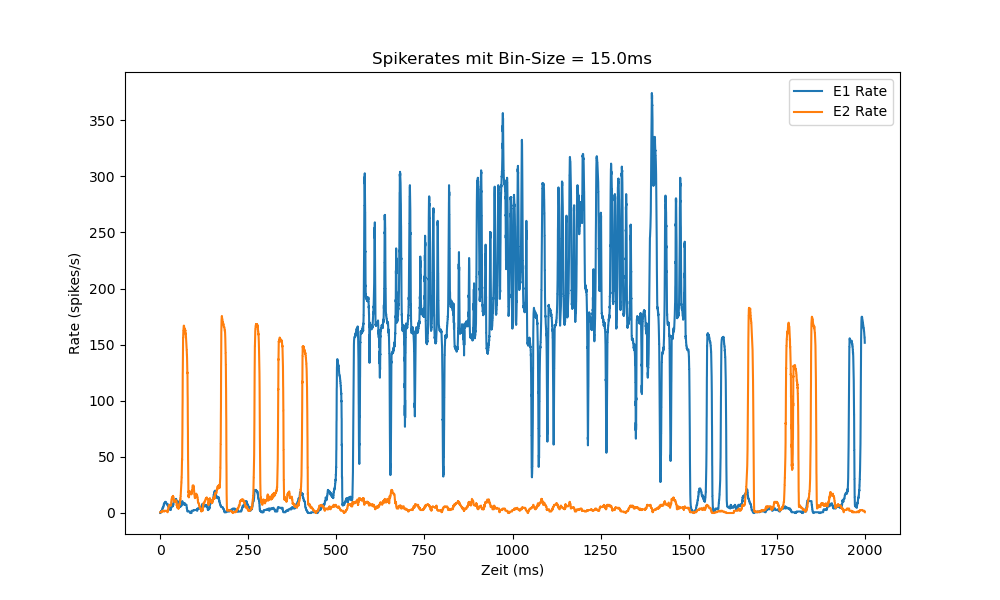 Spikerates mit Bin-Size = 15.0ms
E1 Rate
E2 Rate
350
300
250
200
150
100
50
0
Rate (spikes/s)
0 250 500 750 1000 1250 1500 1750 2000
Zeit (ms)